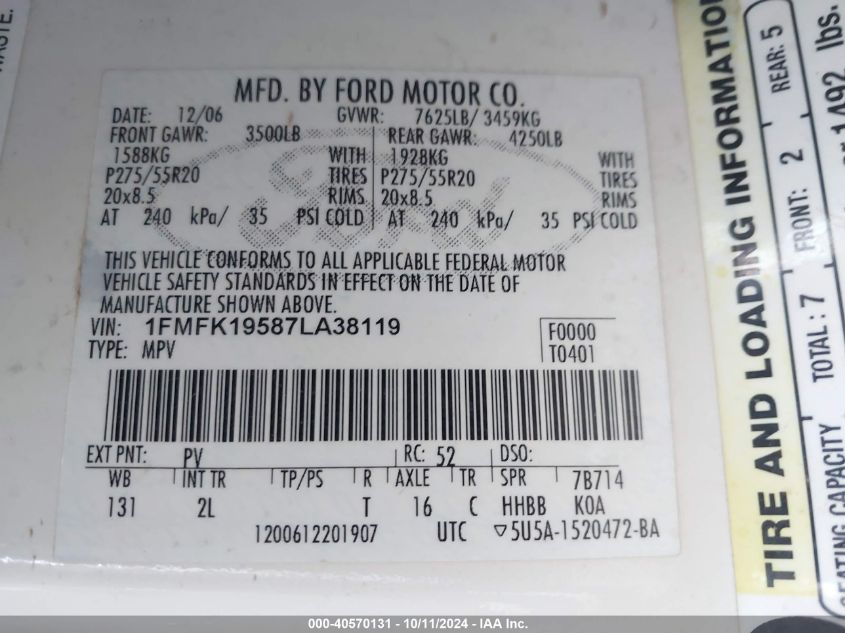 WASTE.
MFD. BY FORD MOTOR CO.
DATE: 12/06 GVWR: 7625LB/ 3459KG
FRONT GAWR: 3500LB REAR GAWR: 4250LB
1588KG WITH 1928KG WITH
P275/55R20 TIRES P275/55R20 TIRES
20x8.5 RIMS 20x8.5 RIMS
AT 240 kPa/ 35 PSI COLD AT 240 kPa/ 35 PSI COLD
Ford
THIS VEHICLE CONFORMS TO ALL APPLICABLE FEDERAL MOTOR
VEHICLE SAFETY STANDARDS IN EFFECT ON THE DATE OF
MANUFACTURE SHOWN ABOVE.
VIN: 1FMFK19587LA38119 F0000
TYPE: MPV T0401
EXT PNT: PV RC: 52 DSO:
WB INT TR TP/PS R AXLE TR SPR 7B714
131 2L T 16 C HHBB K0A
1200612201907 UTC 5U5A-1520472-BA
TIRE AND LOADING INFORMATION
SEATING CAPACITY TOTAL: 7 FRONT: 2 REAR: 5
or 1492 lbs.
000-40570131 - 10/11/2024 - IAA Inc.